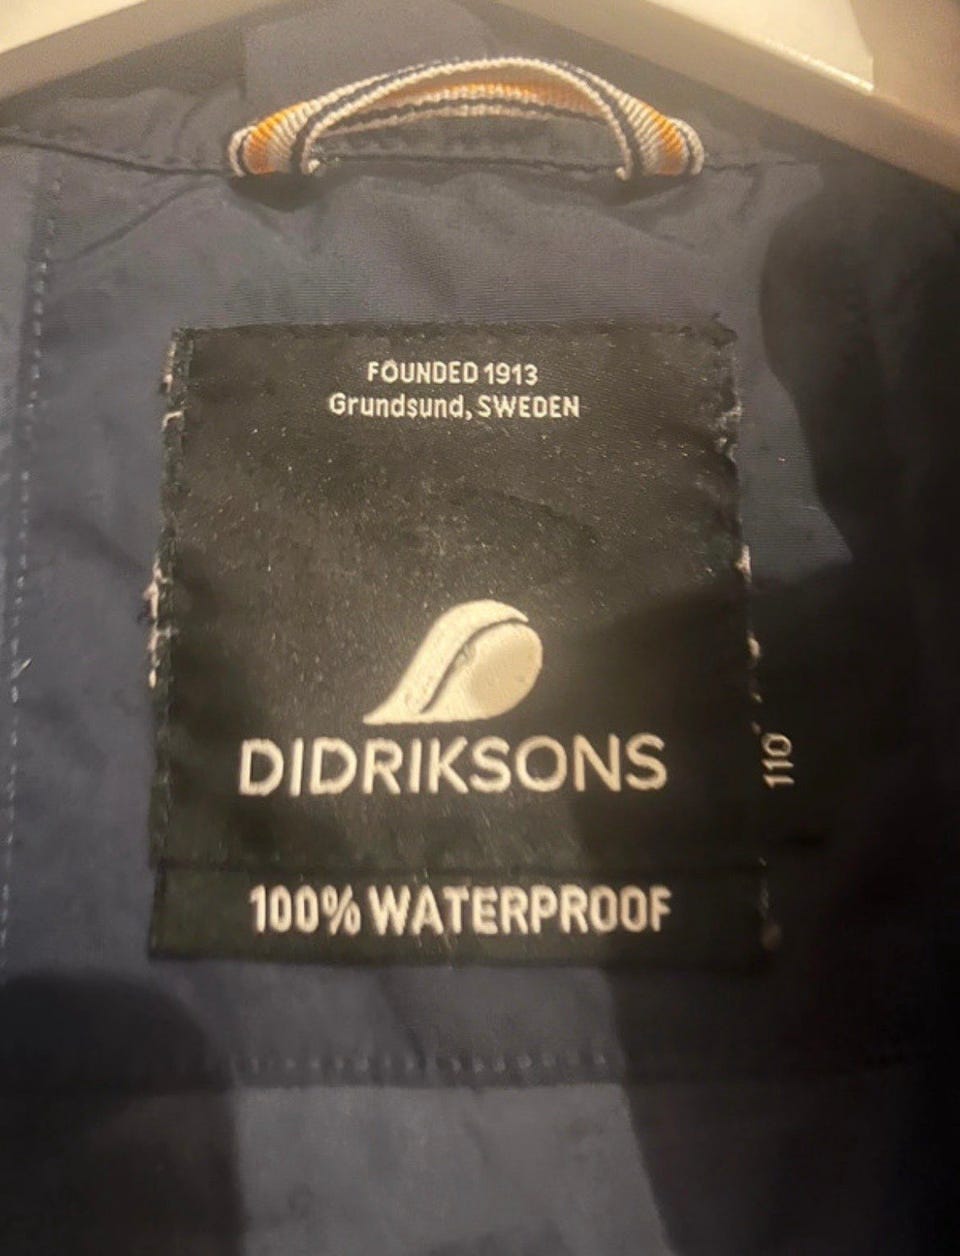 FOUNDED 1913
Grundsund, SWEDEN
DIDRIKSONS
110
100% WATERPROOF